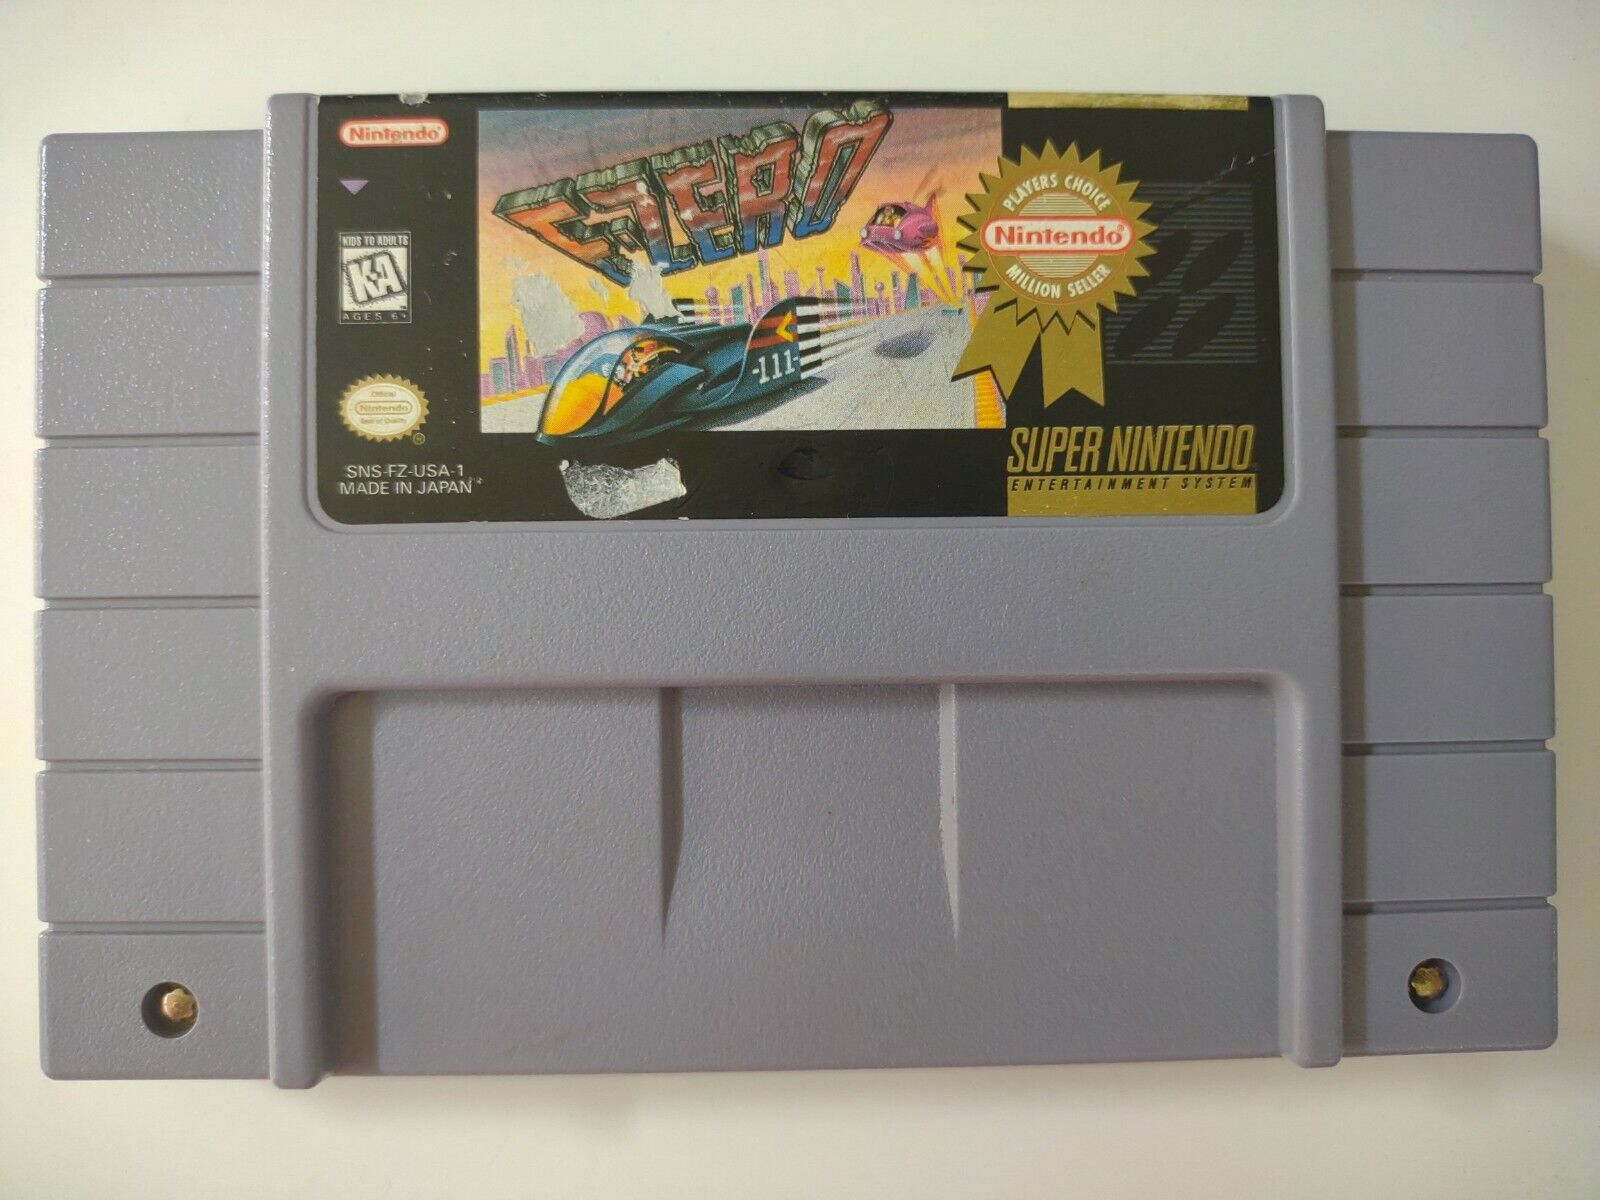 Nintendo®
KIDS TO ADULTS
KA
AGES 6+
Official
Nintendo
Seal of Quality
®
SNS-FZ-USA-1
MADE IN JAPAN
F-ZERO
-111-
PLAYERS CHOICE
Nintendo®
MILLION SELLER
SUPER NINTENDO
ENTERTAINMENT SYSTEM